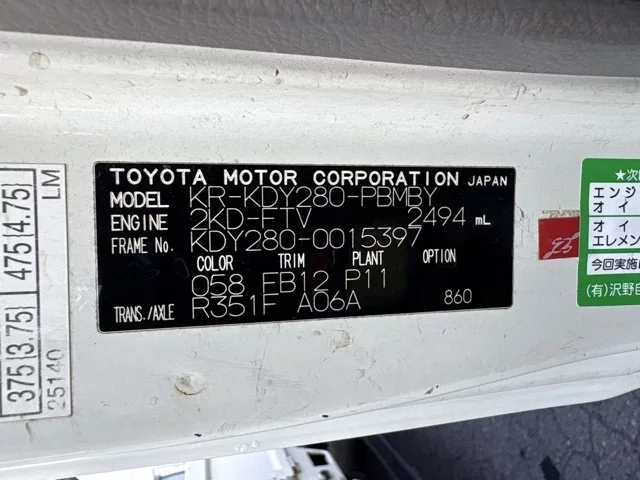 TOYOTA MOTOR CORPORATION JAPAN
MODEL KR-KDY280-PBMBY
ENGINE 2KD-FTV 2494 mL
FRAME No. KDY280-0015397
COLOR TRIM PLANT OPTION
058 FB12 P11
TRANS./AXLE R351F A06A 860
375[3.75] 475[4.75]
25140 LM
★次
エンジ
オイ
オイ
エレメン
今回実施
(有)沢野自